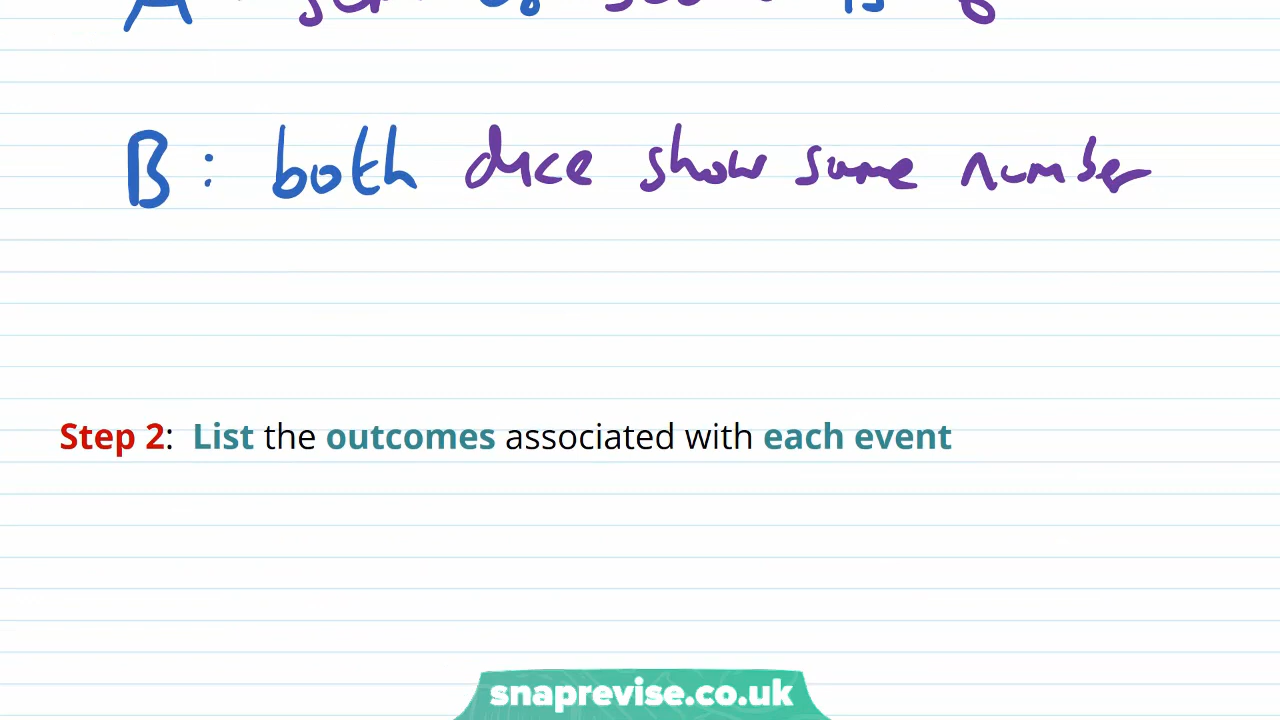 A
B : both dice show same number
Step 2: List the outcomes associated with each event
snaprevise.co.uk